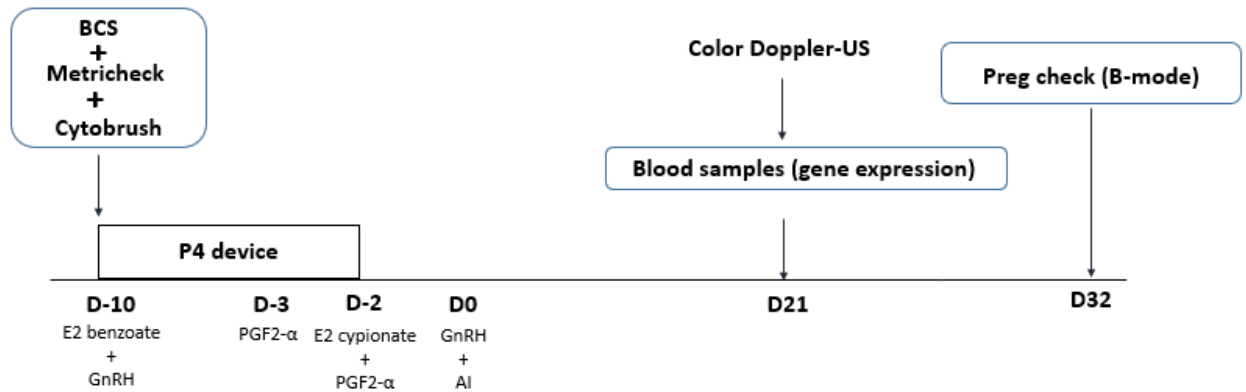 BCS
+
Metricheck
+
Cytobrush
Color Doppler-US
Preg check (B-mode)
Blood samples (gene expression)
P4 device
D-10
E2 benzoate
+
GnRH
D-3
PGF2-α
D-2
E2 cypionate
+
PGF2-α
D0
GnRH
+
AI
D21
D32